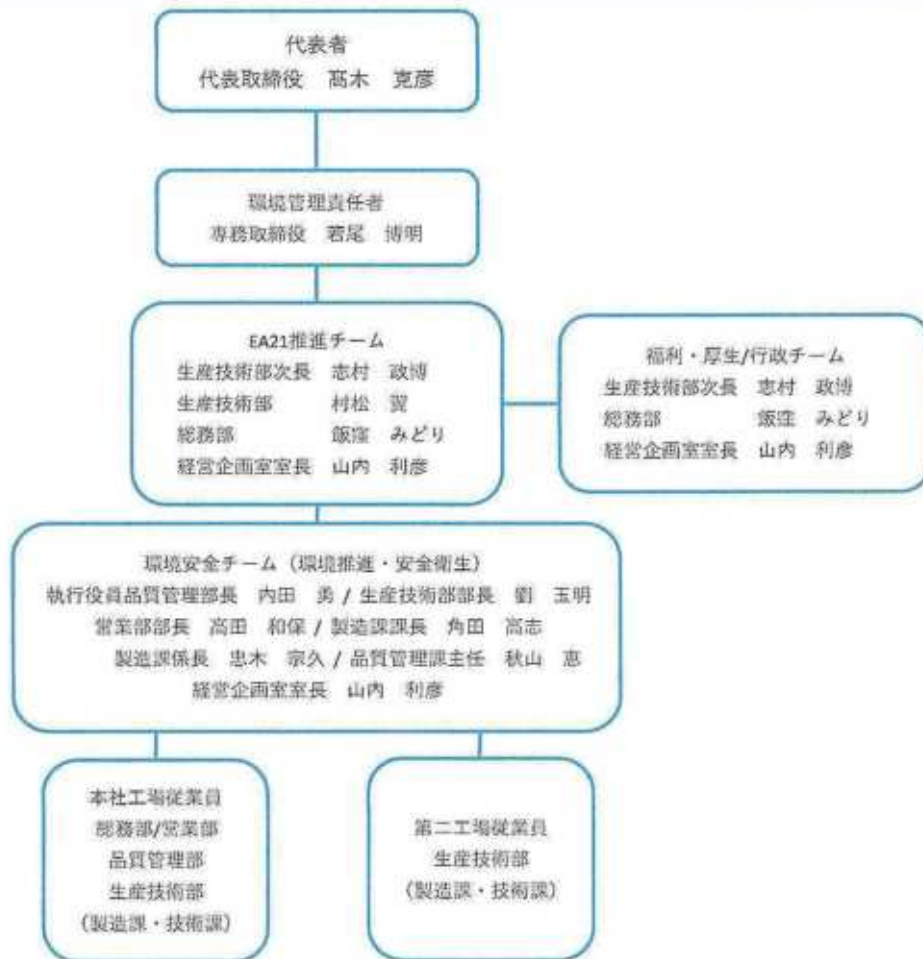 代表者
代表取締役　髙木　克彦
環境管理責任者
専務取締役　若尾　博明
EA21推進チーム
生産技術部次長　志村　政博
生産技術部　村松　翼
総務部　飯窪　みどり
経営企画室室長　山内　利彦
福利・厚生/行政チーム
生産技術部次長　志村　政博
総務部　飯窪　みどり
経営企画室室長　山内　利彦
環境安全チーム（環境推進・安全衛生）
執行役員品質管理部長　内田　勇 / 生産技術部部長　劉　玉明
営業部部長　高田　和保 / 製造課課長　角田　高志
製造課係長　忠木　宗久 / 品質管理課主任　秋山　恵
経営企画室室長　山内　利彦
本社工場従業員
総務部/営業部
品質管理部
生産技術部
（製造課・技術課）
第二工場従業員
生産技術部
（製造課・技術課）